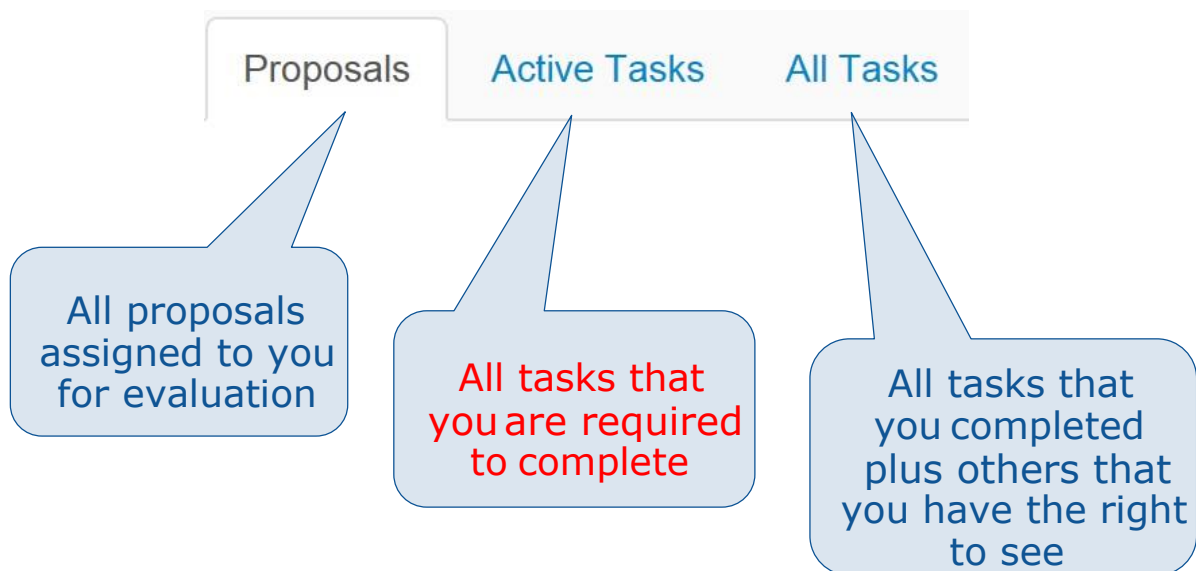 Proposals Active Tasks All Tasks
All proposals
assigned to you
for evaluation
All tasks that
you are required
to complete
All tasks that
you completed
plus others that
you have the right
to see